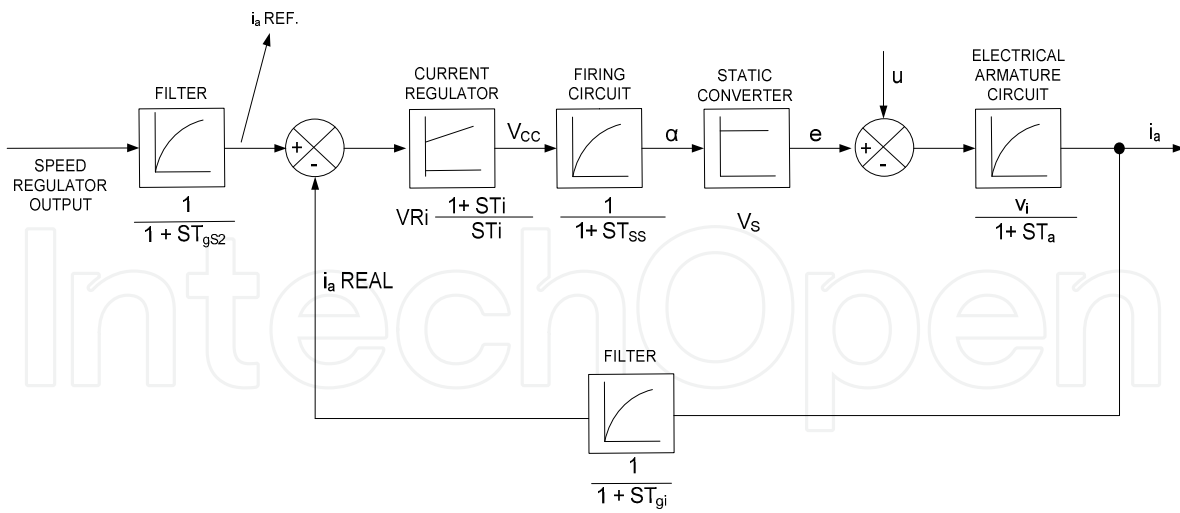 iₐ REF.
FILTER
CURRENT
REGULATOR
FIRING
CIRCUIT
STATIC
CONVERTER
ELECTRICAL
ARMATURE
CIRCUIT
u
V_CC
α
e
iₐ
+
-
+
-
SPEED
REGULATOR
OUTPUT
1
1 + ST_gS2
VRi
1+ STi
STi
1
1+ ST_SS
V_S
v_i
1+ ST_a
iₐ REAL
IntechOpen
FILTER
1
1 + ST_gi